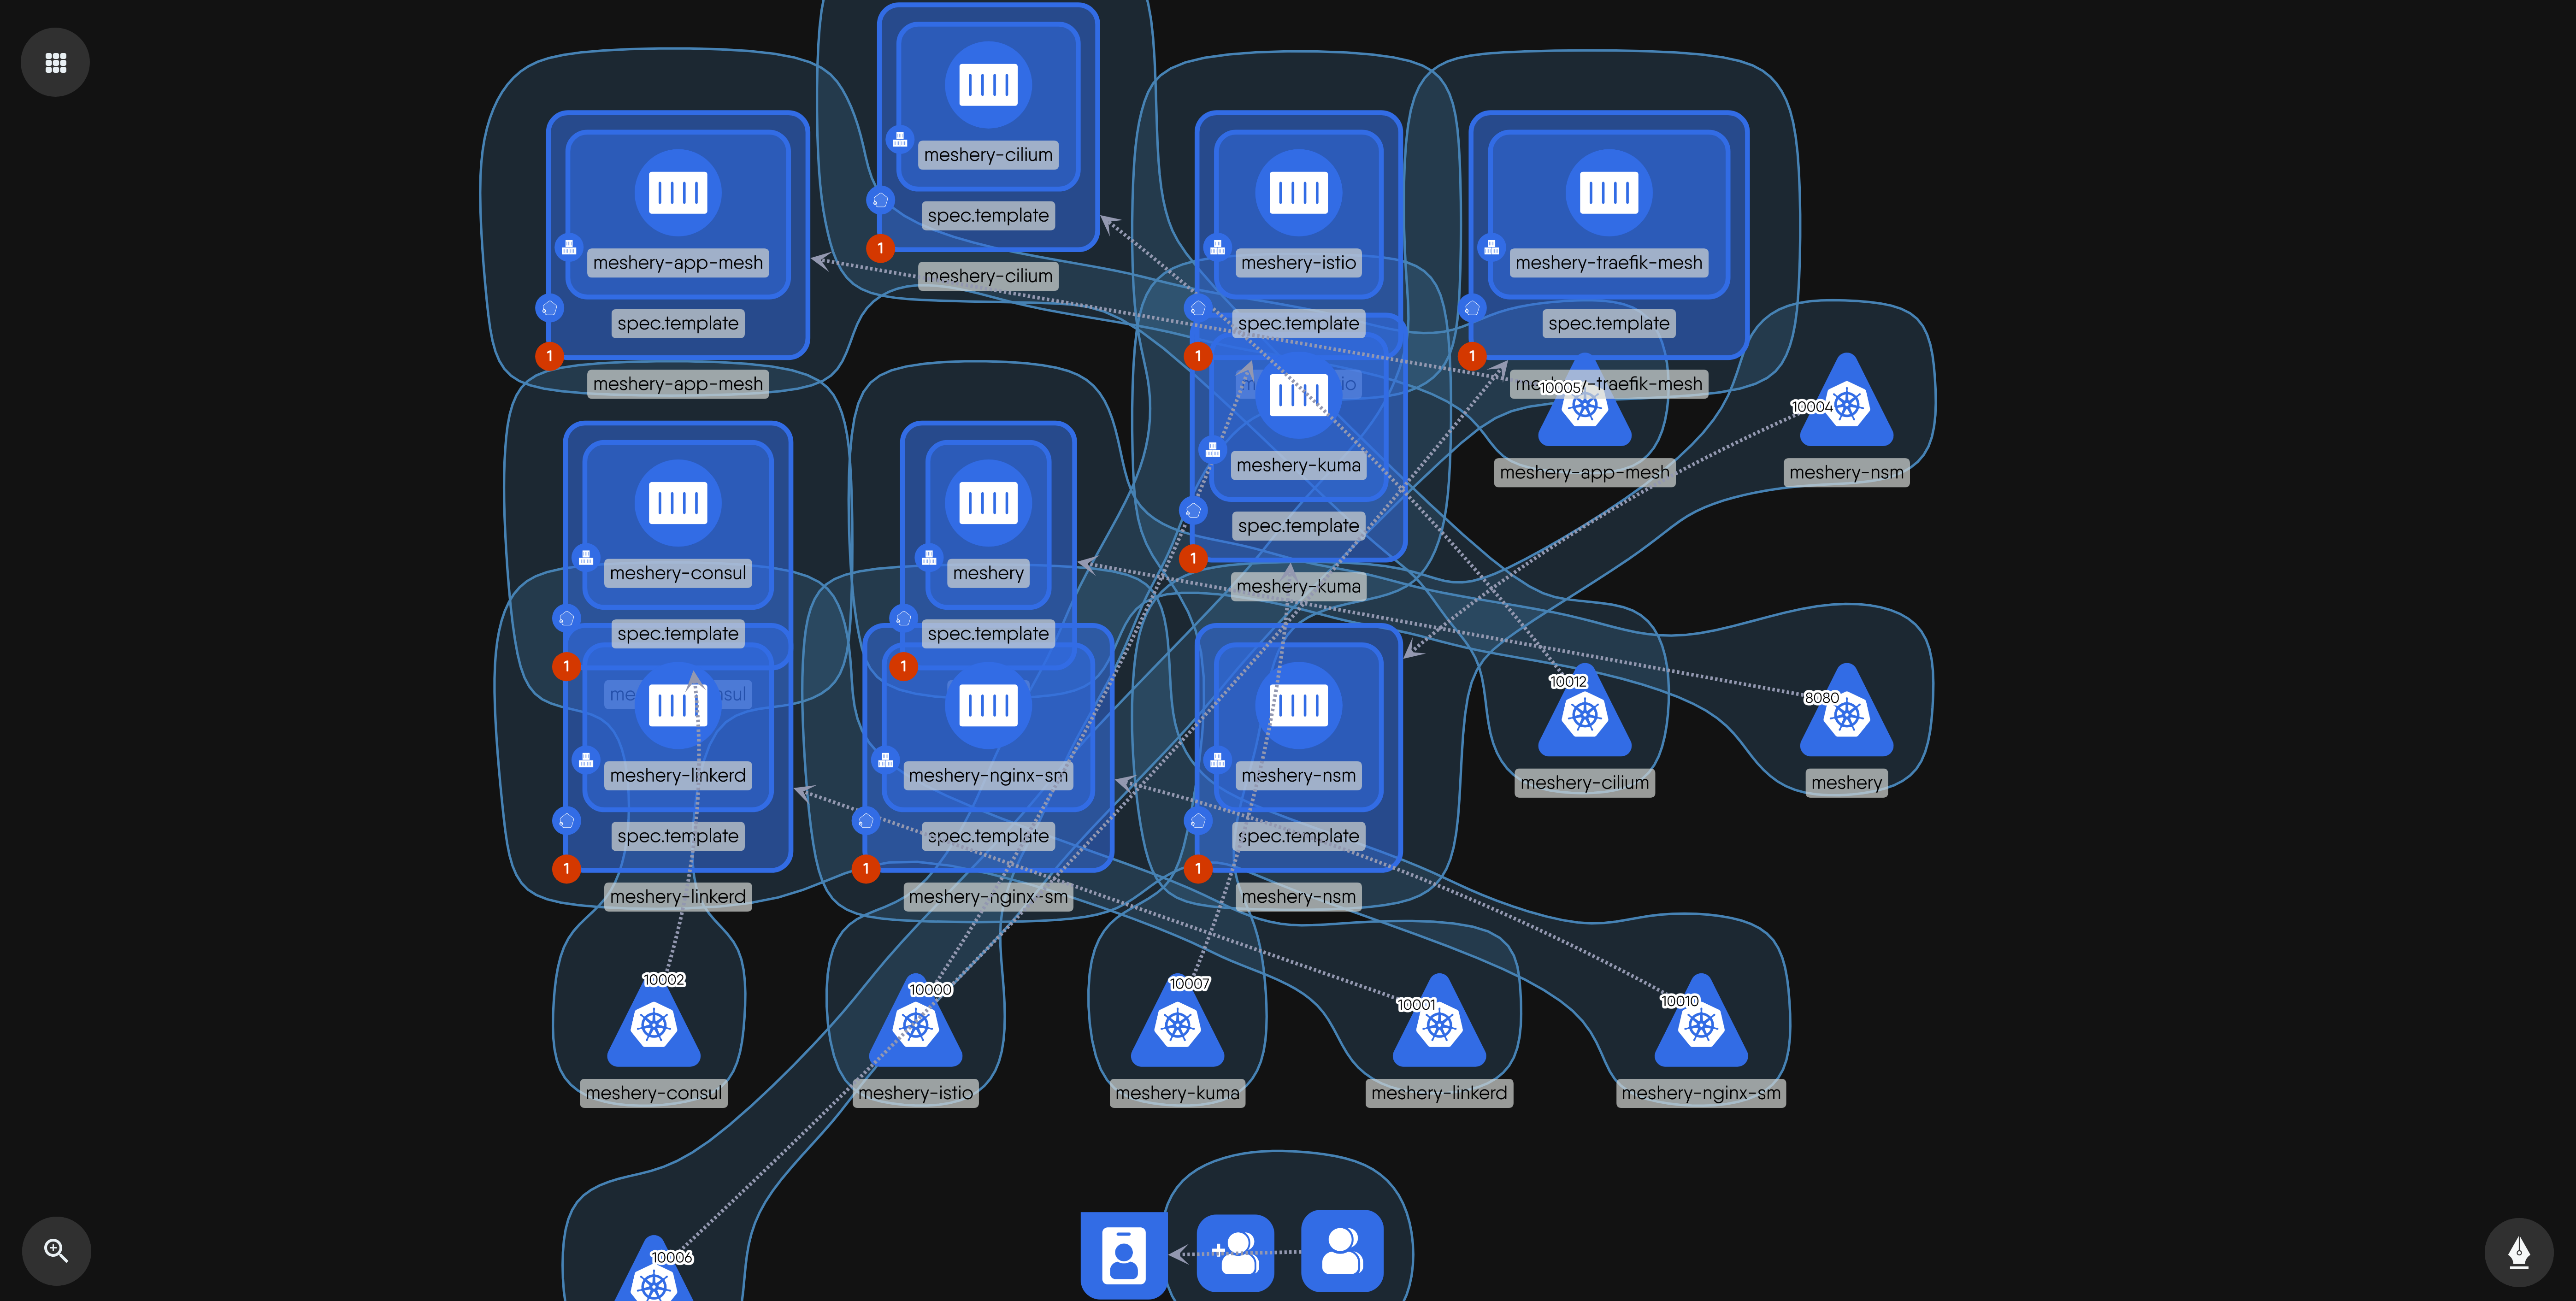 meshery-cilium
spec.template
1
meshery-cilium
meshery-app-mesh
spec.template
1
meshery-app-mesh
meshery-istio
spec.template
1
meshery-traefik-mesh
spec.template
1
meshery-traefik-mesh
10005
meshery-app-mesh
10004
meshery-nsm
meshery-kuma
spec.template
1
meshery-kuma
meshery-consul
spec.template
1
meshery
spec.template
1
meshery-linkerd
spec.template
1
meshery-linkerd
meshery-nginx-sm
spec.template
1
meshery-nginx-sm
meshery-nsm
spec.template
1
meshery-nsm
10012
meshery-cilium
8080
meshery
10002
meshery-consul
10000
meshery-istio
10007
meshery-kuma
10001
meshery-linkerd
10010
meshery-nginx-sm
10006